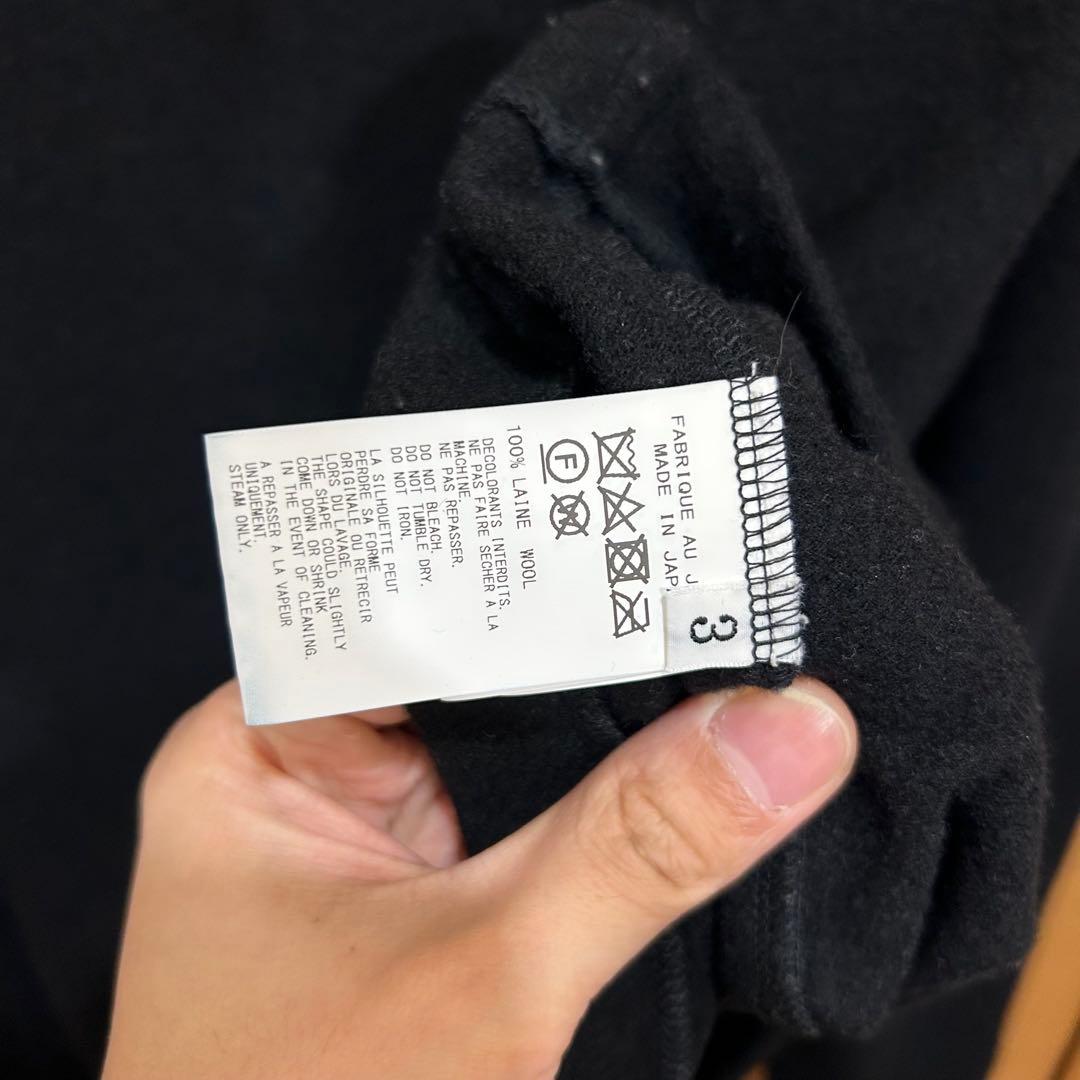 FABRIQUE AU J
MADE IN JAP
3
F
W
100% LAINE WOOL
DECOLORANTS INTERDITS.
NE PAS FAIRE SECHER A LA
MACHINE.
NE PAS REPASSER.
DO NOT BLEACH.
DO NOT TUMBLE DRY.
DO NOT IRON.
LA SILHOUETTE PEUT
PERDRE SA FORME
ORIGINALE OU RETRECIR
LORS DU LAVAGE.
THE SHAPE COULD SLIGHTLY
COME DOWN OR SHRINK
IN THE EVENT OF CLEANING.
A REPASSER A LA VAPEUR
UNIQUEMENT.
STEAM ONLY.